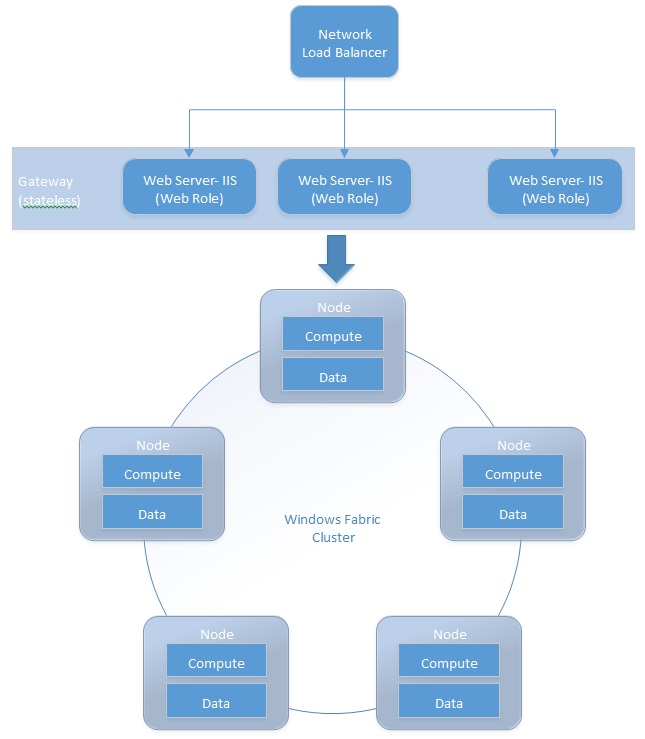 Network
Load Balancer
Gateway
(stateless)
Web Server- IIS
(Web Role)
Web Server- IIS
(Web Role)
Web Server- IIS
(Web Role)
Node
Compute
Data
Node
Compute
Data
Node
Compute
Data
Windows Fabric
Cluster
Node
Compute
Data
Node
Compute
Data